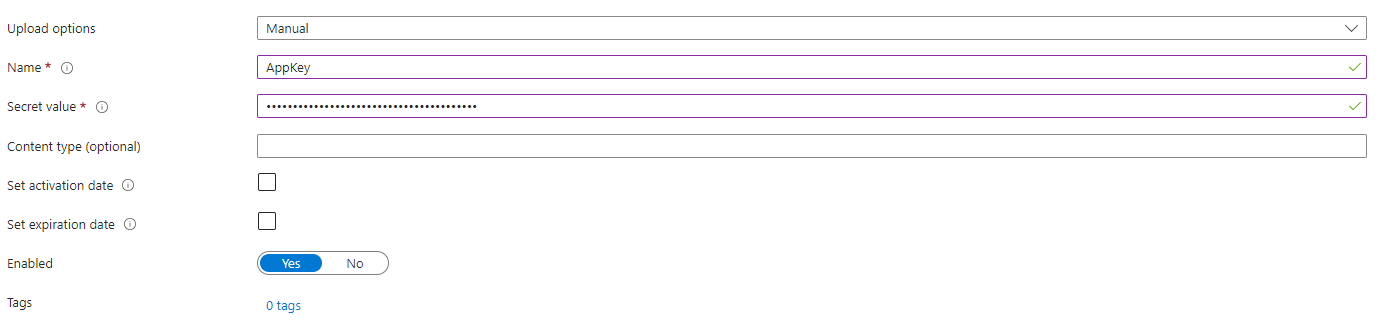 Upload options Manual
Name * AppKey
Secret value * ••••••••••••••••••••••••••••••••••••••••
Content type (optional)
Set activation date
Set expiration date
Enabled Yes No
Tags 0 tags